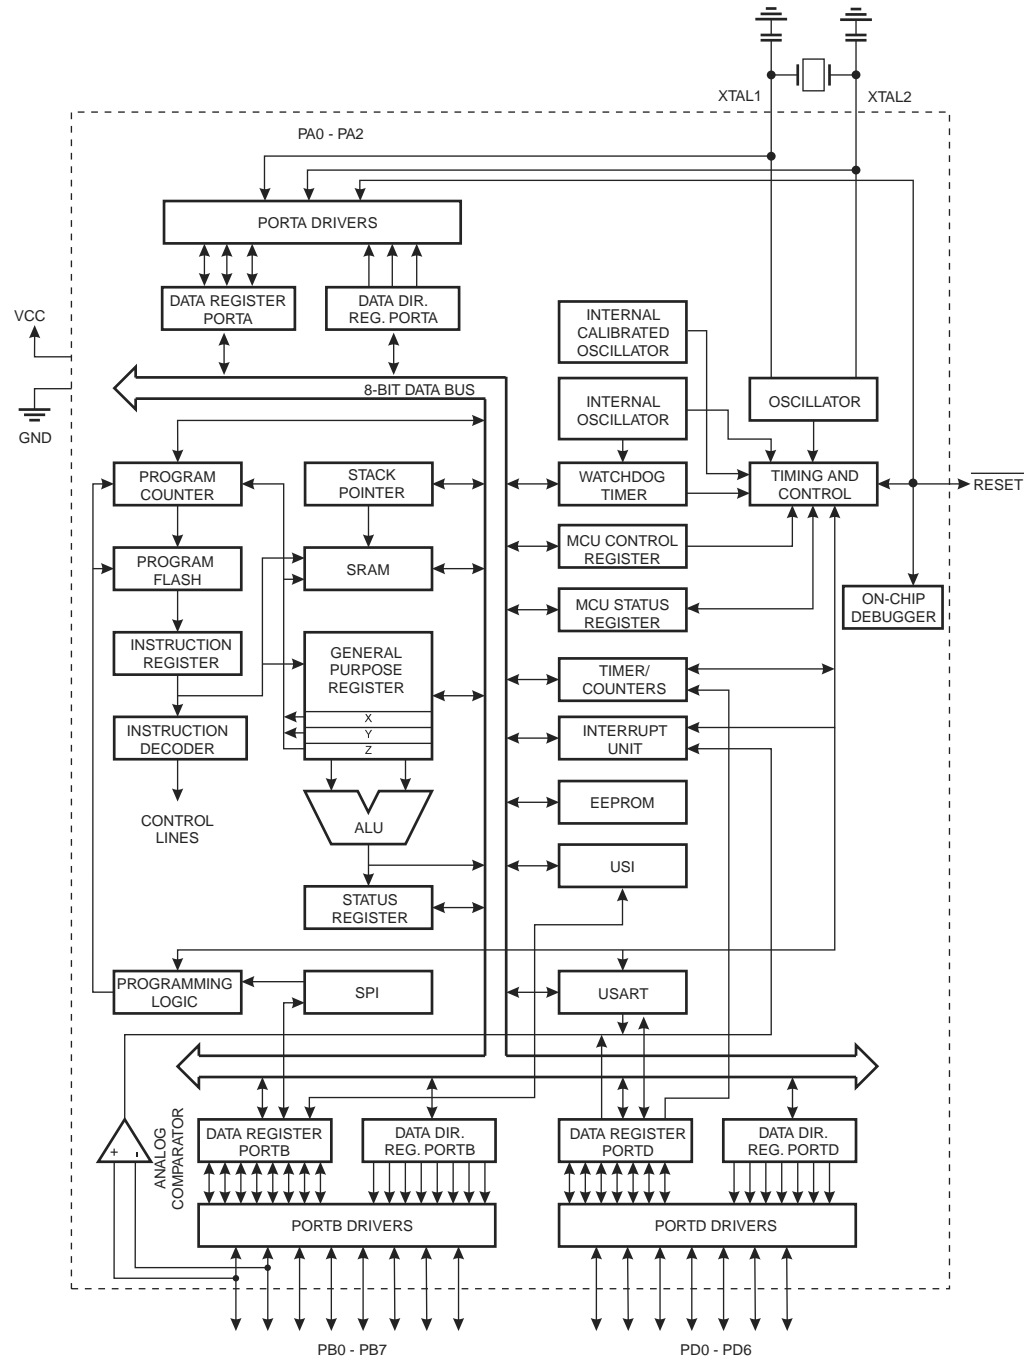 XTAL1
XTAL2
PA0 - PA2
PORTA DRIVERS
DATA REGISTER
PORTA
DATA DIR.
REG. PORTA
VCC
GND
8-BIT DATA BUS
INTERNAL
CALIBRATED
OSCILLATOR
INTERNAL
OSCILLATOR
OSCILLATOR
PROGRAM
COUNTER
STACK
POINTER
WATCHDOG
TIMER
TIMING AND
CONTROL
RESET
PROGRAM
FLASH
SRAM
MCU CONTROL
REGISTER
MCU STATUS
REGISTER
ON-CHIP
DEBUGGER
INSTRUCTION
REGISTER
GENERAL
PURPOSE
REGISTER
X
Y
Z
TIMER/
COUNTERS
INSTRUCTION
DECODER
INTERRUPT
UNIT
CONTROL
LINES
ALU
EEPROM
USI
STATUS
REGISTER
PROGRAMMING
LOGIC
SPI
USART
+
-
ANALOG
COMPARATOR
DATA REGISTER
PORTB
DATA DIR.
REG. PORTB
DATA REGISTER
PORTD
DATA DIR.
REG. PORTD
PORTB DRIVERS
PORTD DRIVERS
PB0 - PB7
PD0 - PD6